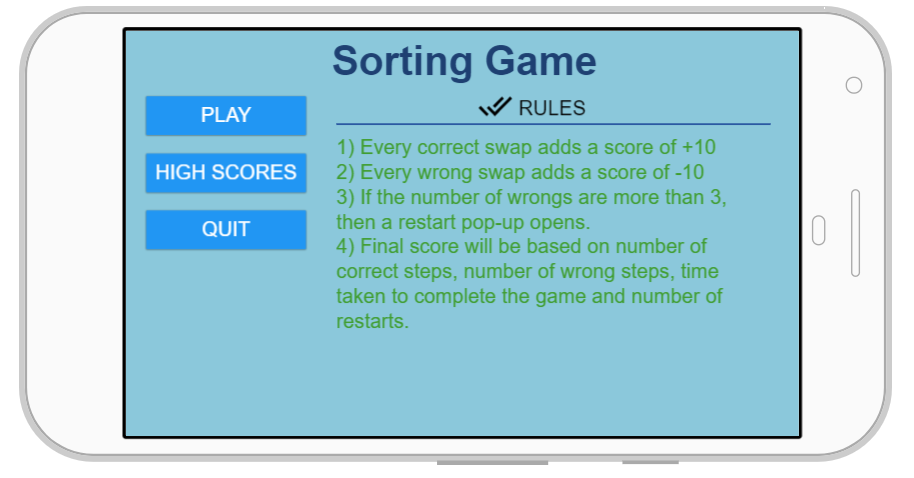 Sorting Game
PLAY
HIGH SCORES
QUIT
RULES
1) Every correct swap adds a score of +10
2) Every wrong swap adds a score of -10
3) If the number of wrongs are more than 3,
then a restart pop-up opens.
4) Final score will be based on number of
correct steps, number of wrong steps, time
taken to complete the game and number of
restarts.